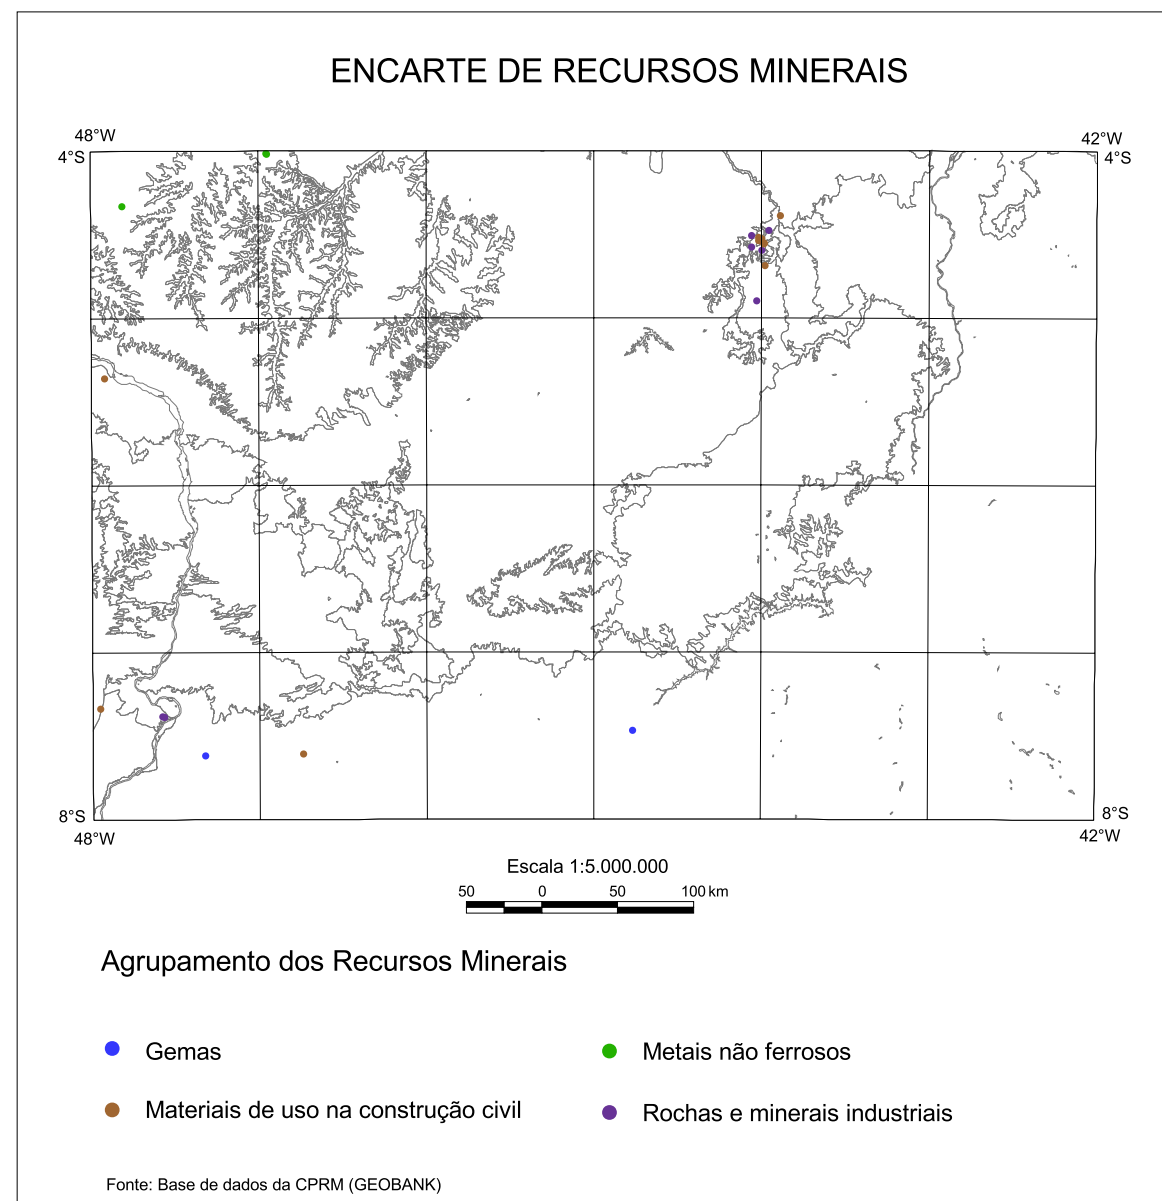 ENCARTE DE RECURSOS MINERAIS
48°W
42°W
4°S
4°S
8°S
8°S
48°W
42°W
Escala 1:5.000.000
50 0 50 100 km
Agrupamento dos Recursos Minerais
Gemas
Metais não ferrosos
Materiais de uso na construção civil
Rochas e minerais industriais
Fonte: Base de dados da CPRM (GEOBANK)